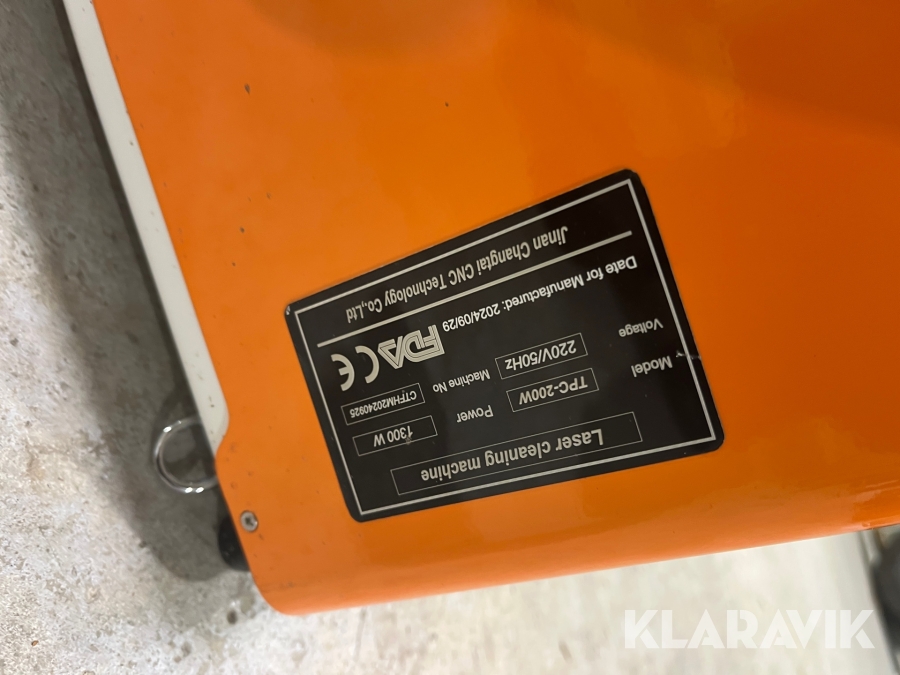 Laser cleaning machine
Model TPC-200W Power 1300 W
Voltage 220V/50Hz Machine No CTFHM20240925
Date for Manufactured: 2024/09/29 FDA CE
Jinan Changtai CNC Technology Co.,Ltd
KLARAVIK